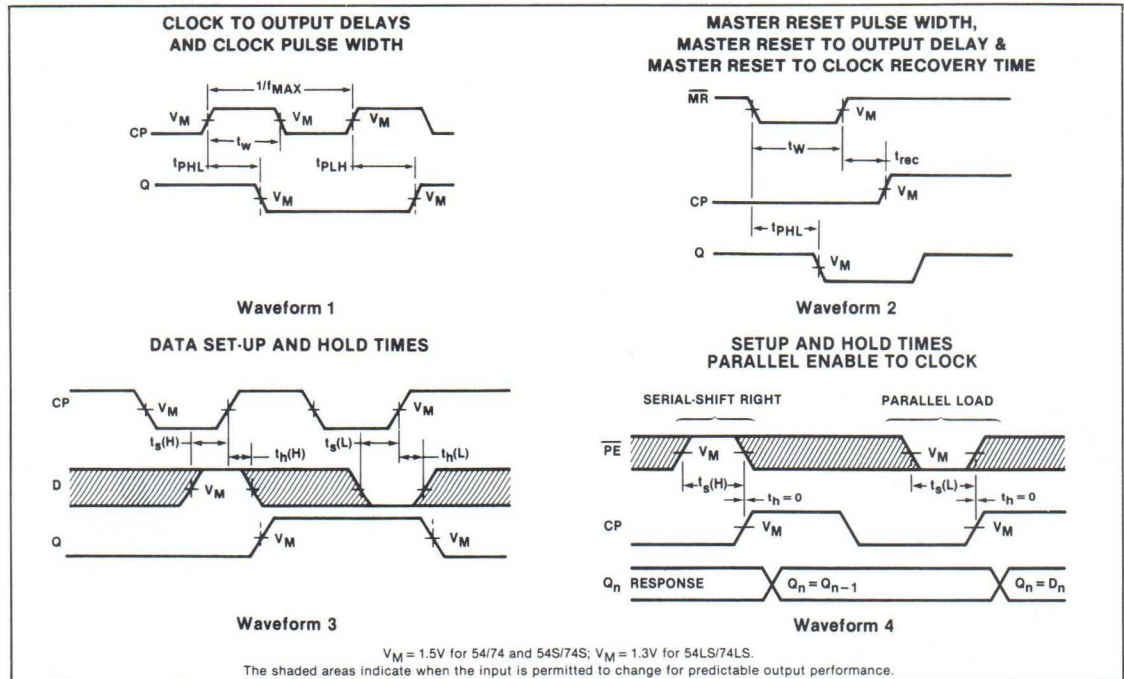 CLOCK TO OUTPUT DELAYS
AND CLOCK PULSE WIDTH
1/fMAX
VM
VM
VM
CP
tw
tPHL
tPLH
Q
VM
VM
Waveform 1
MASTER RESET PULSE WIDTH,
MASTER RESET TO OUTPUT DELAY &
MASTER RESET TO CLOCK RECOVERY TIME
MR
VM
tW
trec
CP
VM
tPHL
Q
VM
Waveform 2
DATA SET-UP AND HOLD TIMES
CP
VM
VM
ts(H)
th(H)
ts(L)
th(L)
D
VM
Q
VM
VM
Waveform 3
SETUP AND HOLD TIMES
PARALLEL ENABLE TO CLOCK
SERIAL-SHIFT RIGHT
PARALLEL LOAD
PE
VM
VM
ts(H)
th = 0
ts(L)
th = 0
CP
VM
VM
Qn RESPONSE
Qn = Qn−1
Qn = Dn
Waveform 4
VM = 1.5V for 54/74 and 54S/74S; VM = 1.3V for 54LS/74LS.
The shaded areas indicate when the input is permitted to change for predictable output performance.